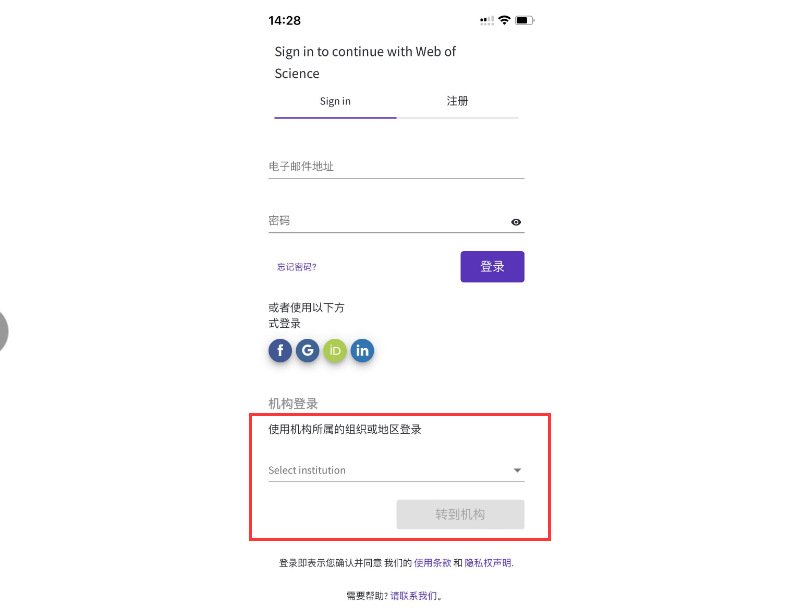 14:28
Sign in to continue with Web of
Science
Sign in 注册
电子邮件地址
密码
忘记密码? 登录
或者使用以下方
式登录
f G iD in
机构登录
使用机构所属的组织或地区登录
Select institution
转到机构
登录即表示您确认并同意 我们的 使用条款 和 隐私权声明.
需要帮助? 请联系我们。